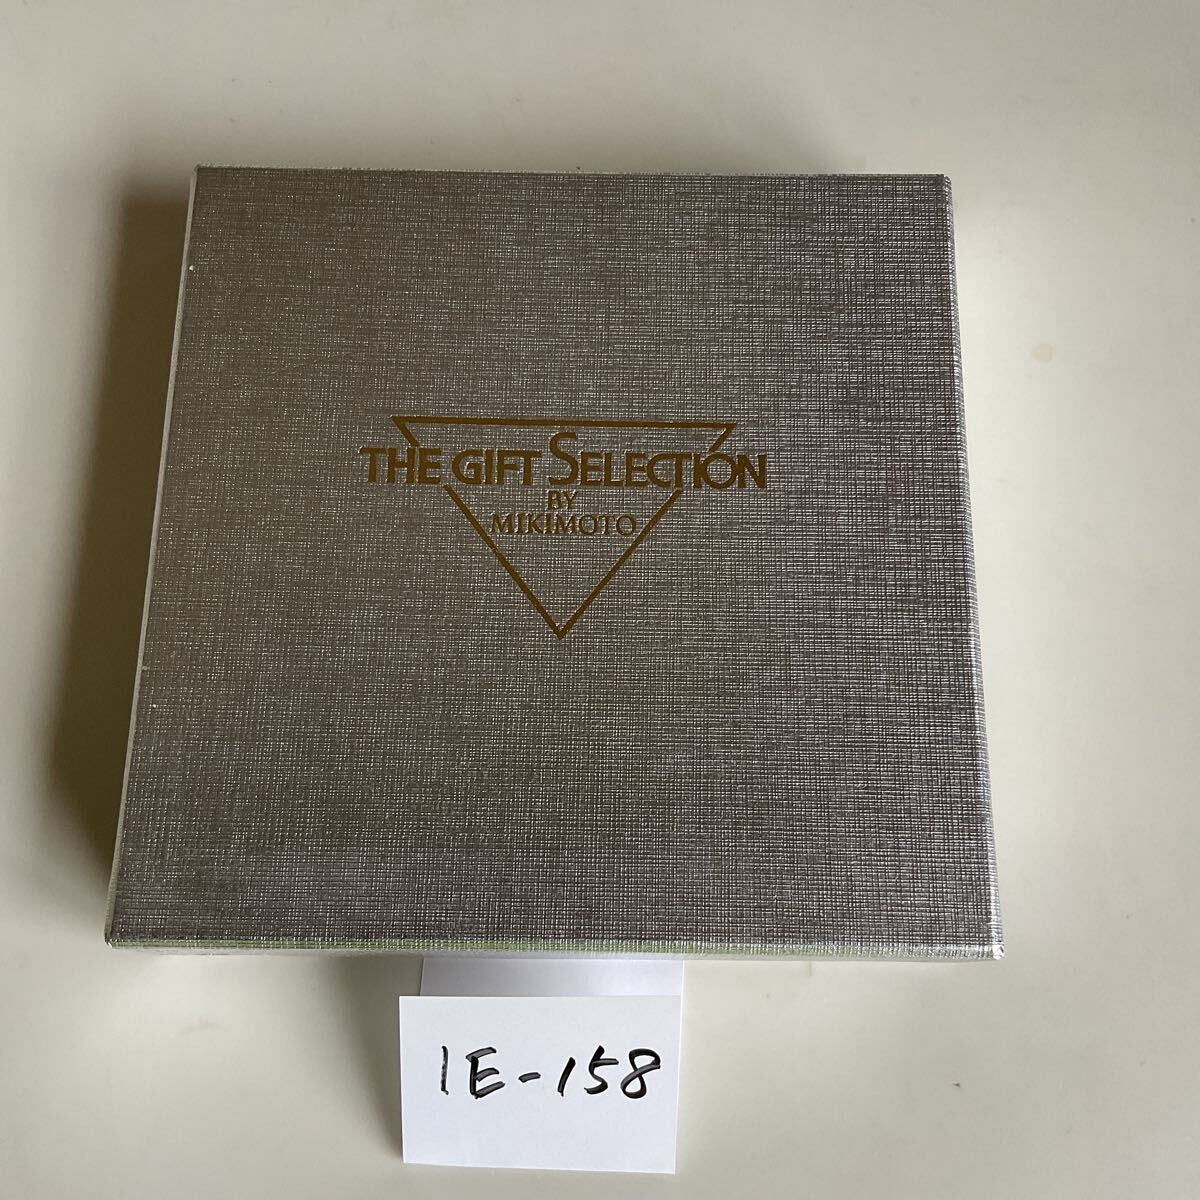 THE GIFT SELECTION
BY
MIKIMOTO
1E-158